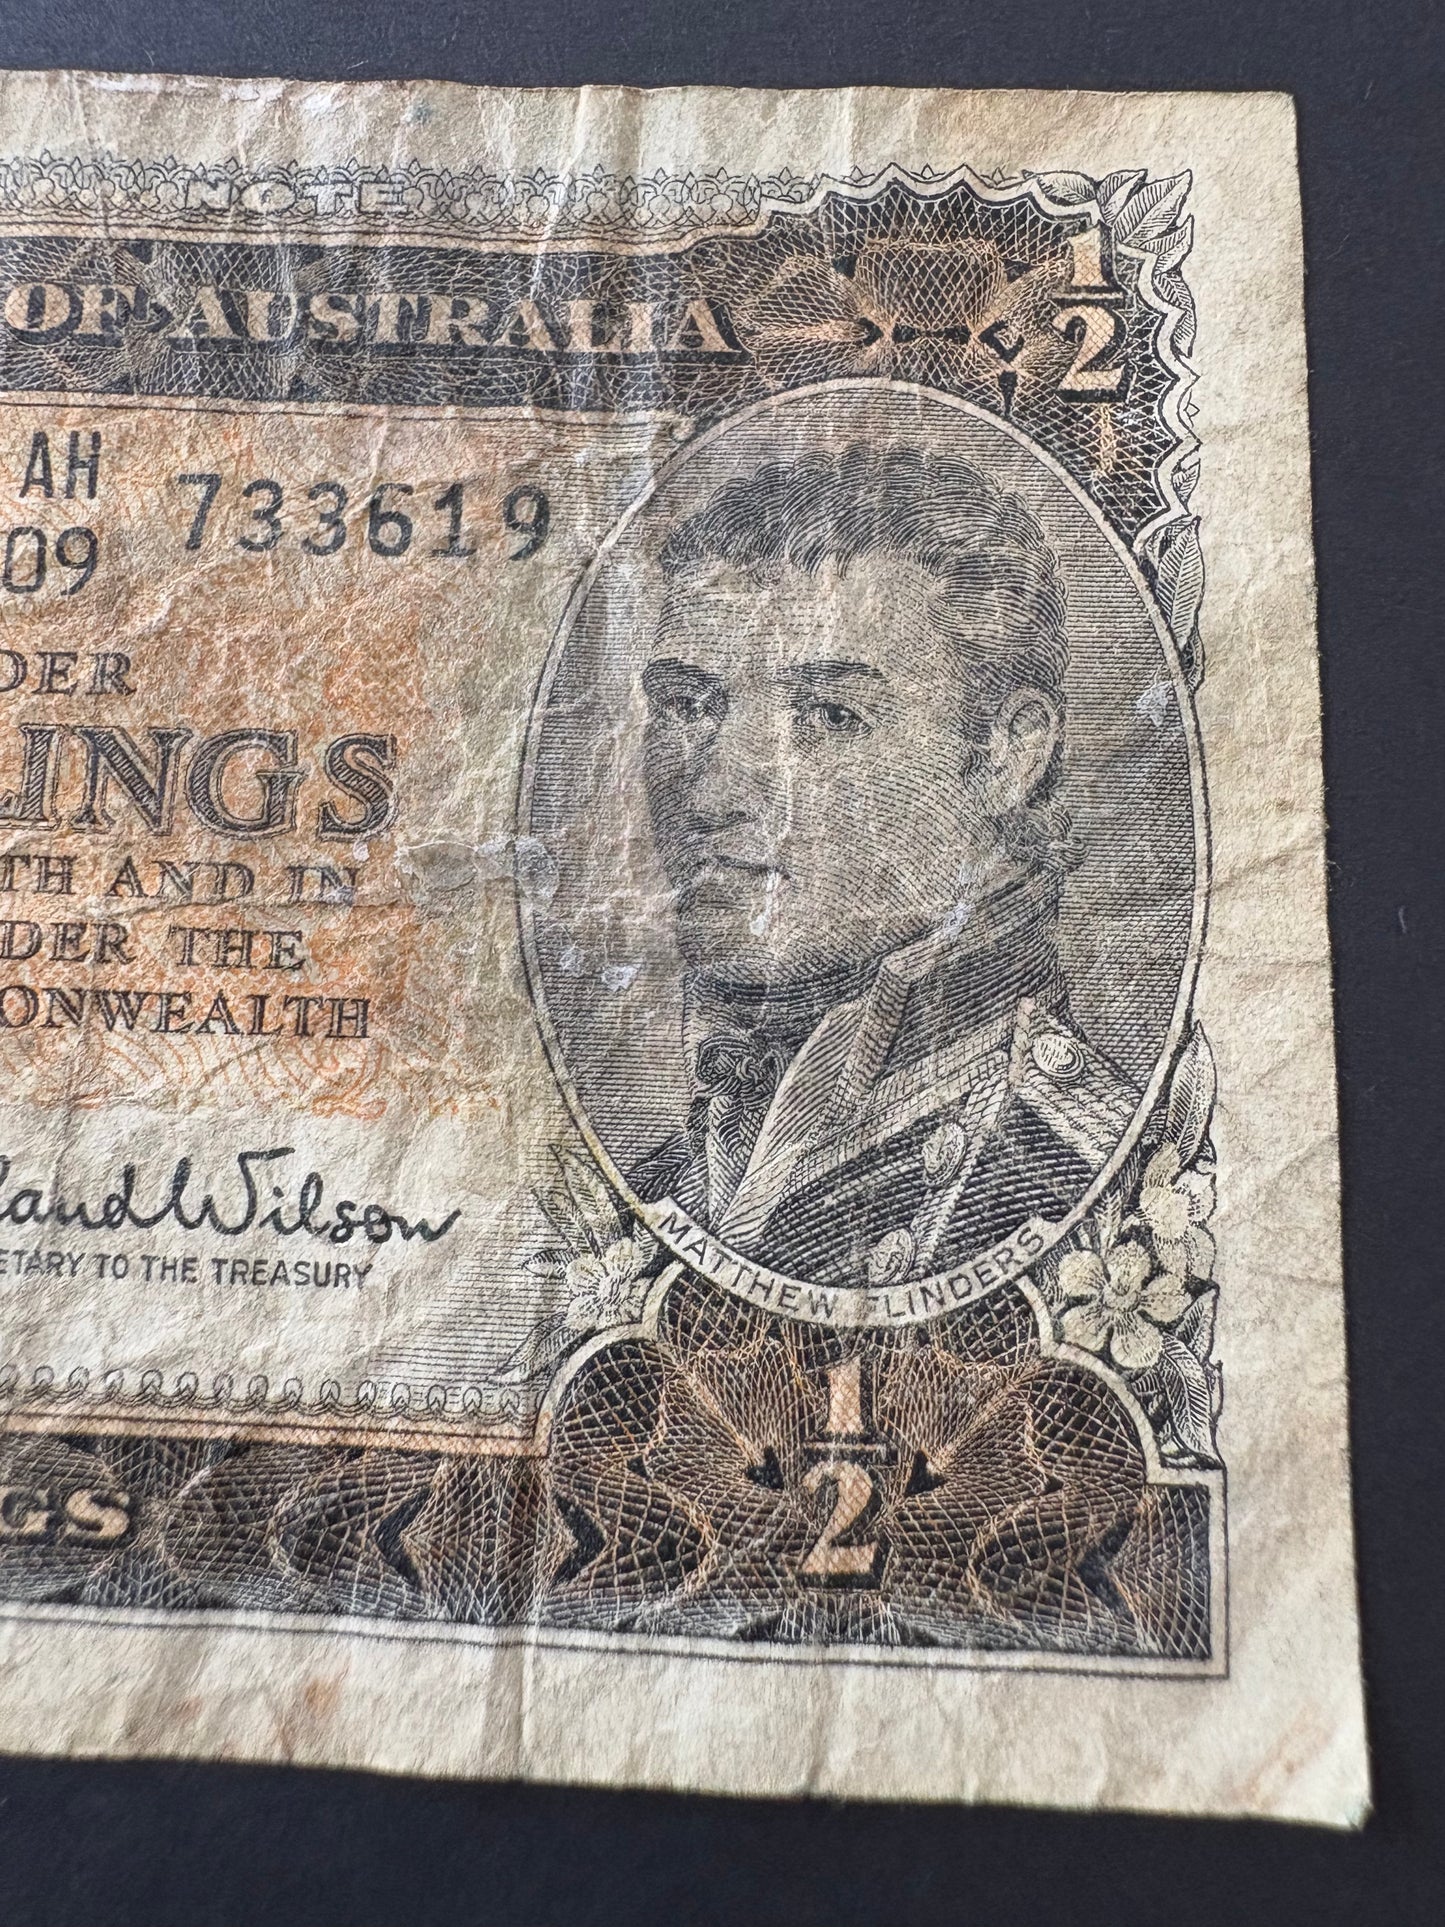 NOTE
OF AUSTRALIA
1/2
AH
09
733619
DER
LINGS
TH AND IN
DER THE
ONWEALTH
land Wilson
ETARY TO THE TREASURY
MATTHEW FLINDERS
1/2
GS